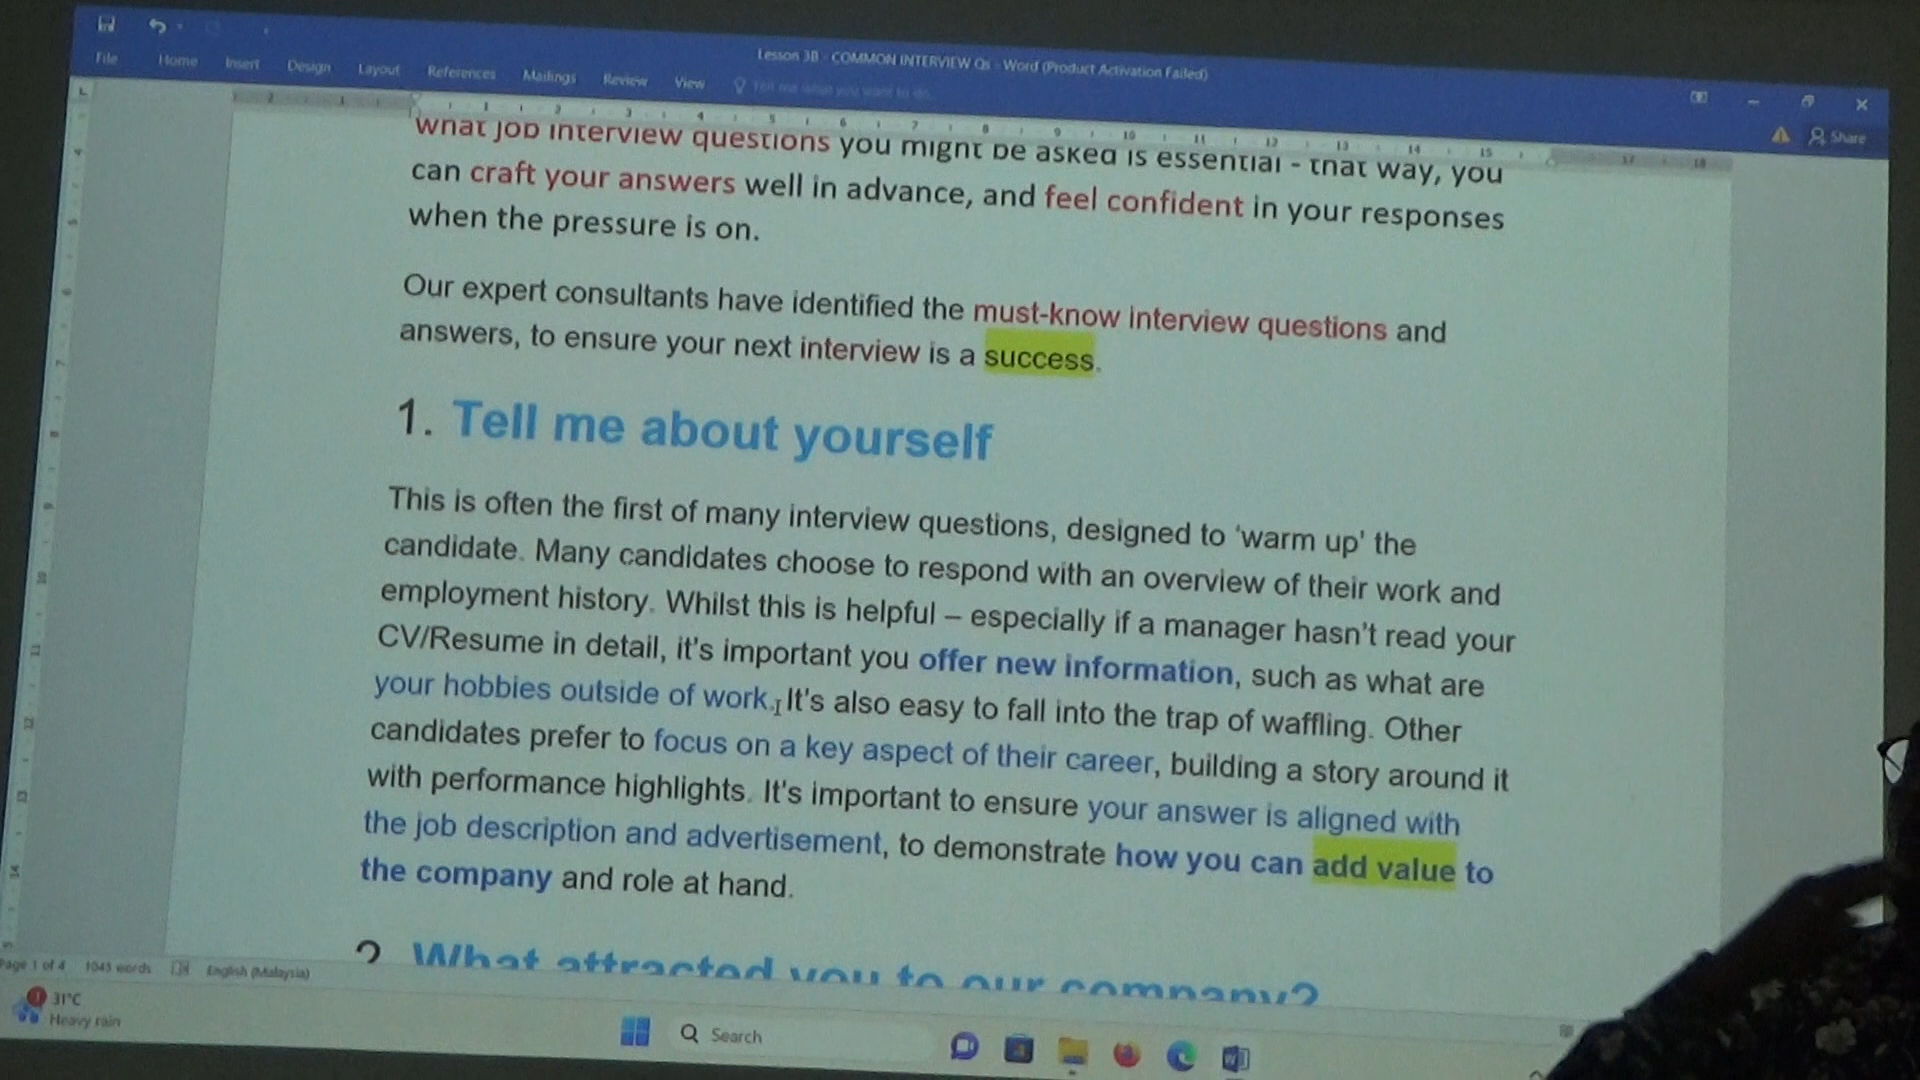 Lesson 3B - COMMON INTERVIEW Qs - Word (Product Activation Failed)
File Home Insert Design Layout References Mailings Review View Tell me what you want to do...
Share
what job interview questions you might be asked is essential - that way, you
can craft your answers well in advance, and feel confident in your responses
when the pressure is on.
Our expert consultants have identified the must-know interview questions and
answers, to ensure your next interview is a success.
1. Tell me about yourself
This is often the first of many interview questions, designed to ‘warm up’ the
candidate. Many candidates choose to respond with an overview of their work and
employment history. Whilst this is helpful – especially if a manager hasn’t read your
CV/Resume in detail, it’s important you offer new information, such as what are
your hobbies outside of work. It's also easy to fall into the trap of waffling. Other
candidates prefer to focus on a key aspect of their career, building a story around it
with performance highlights. It’s important to ensure your answer is aligned with
the job description and advertisement, to demonstrate how you can add value to
the company and role at hand.
2 What attracted you to our company?
Page 1 of 4 1043 words English (Malaysia)
31°C
Heavy rain
Search